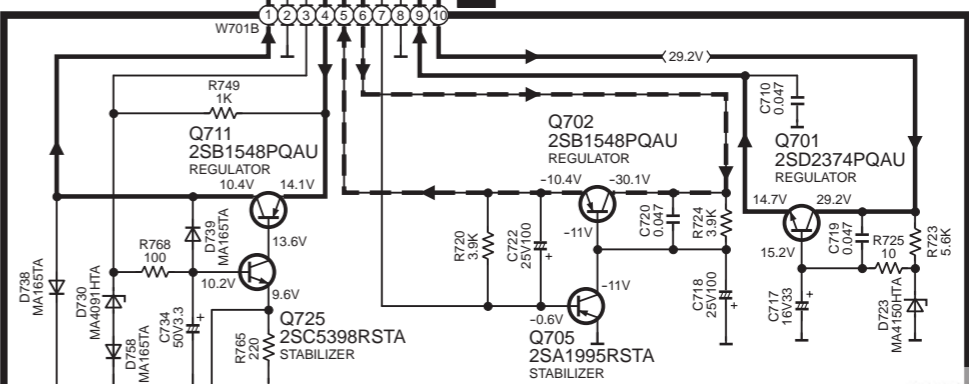 1 2 3 4 5 6 7 8 9 10
W701B
29.2V
R749
1K
C710
0.047
Q711
2SB1548PQAU
REGULATOR
10.4V 14.1V
Q702
2SB1548PQAU
REGULATOR
-10.4V -30.1V
Q701
2SD2374PQAU
REGULATOR
14.7V 29.2V
D739
MA165TA
13.6V
R768
100
10.2V
9.6V
D738
MA165TA
D730
MA4091HTA
D758
MA165TA
C734
50V3.3
+
R765
220
Q725
2SC5398RSTA
STABILIZER
R720
3.9K
C722
25V100
+
-11V
C720
0.047
R724
3.9K
-11V
-0.6V
C718
25V100
+
Q705
2SA1995RSTA
STABILIZER
15.2V
C719
0.047
R725
10
R723
5.6K
C717
16V33
+
D723
MA4150HTA